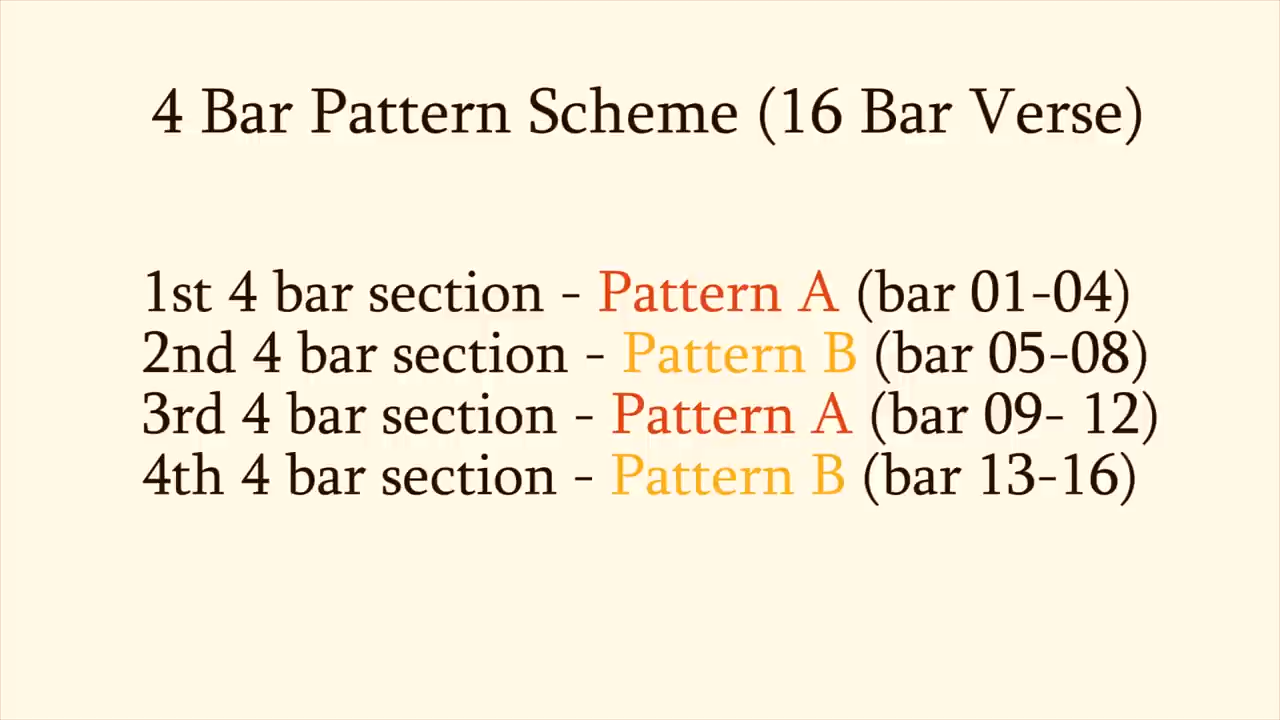 4 Bar Pattern Scheme (16 Bar Verse)
1st 4 bar section - Pattern A (bar 01-04)
2nd 4 bar section - Pattern B (bar 05-08)
3rd 4 bar section - Pattern A (bar 09- 12)
4th 4 bar section - Pattern B (bar 13-16)